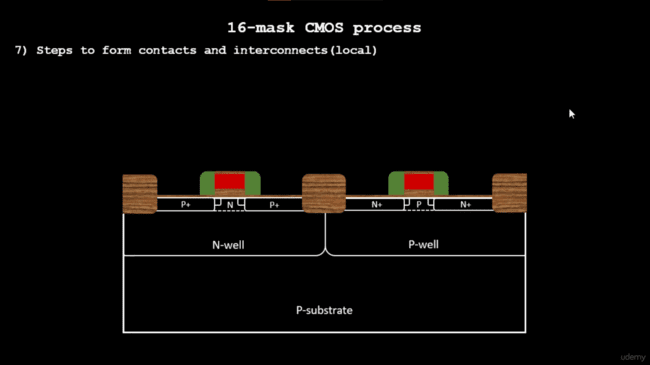 16-mask CMOS process
7) Steps to form contacts and interconnects(local)
P+ N P+ N+ P N+
N-well P-well
P-substrate
udemy